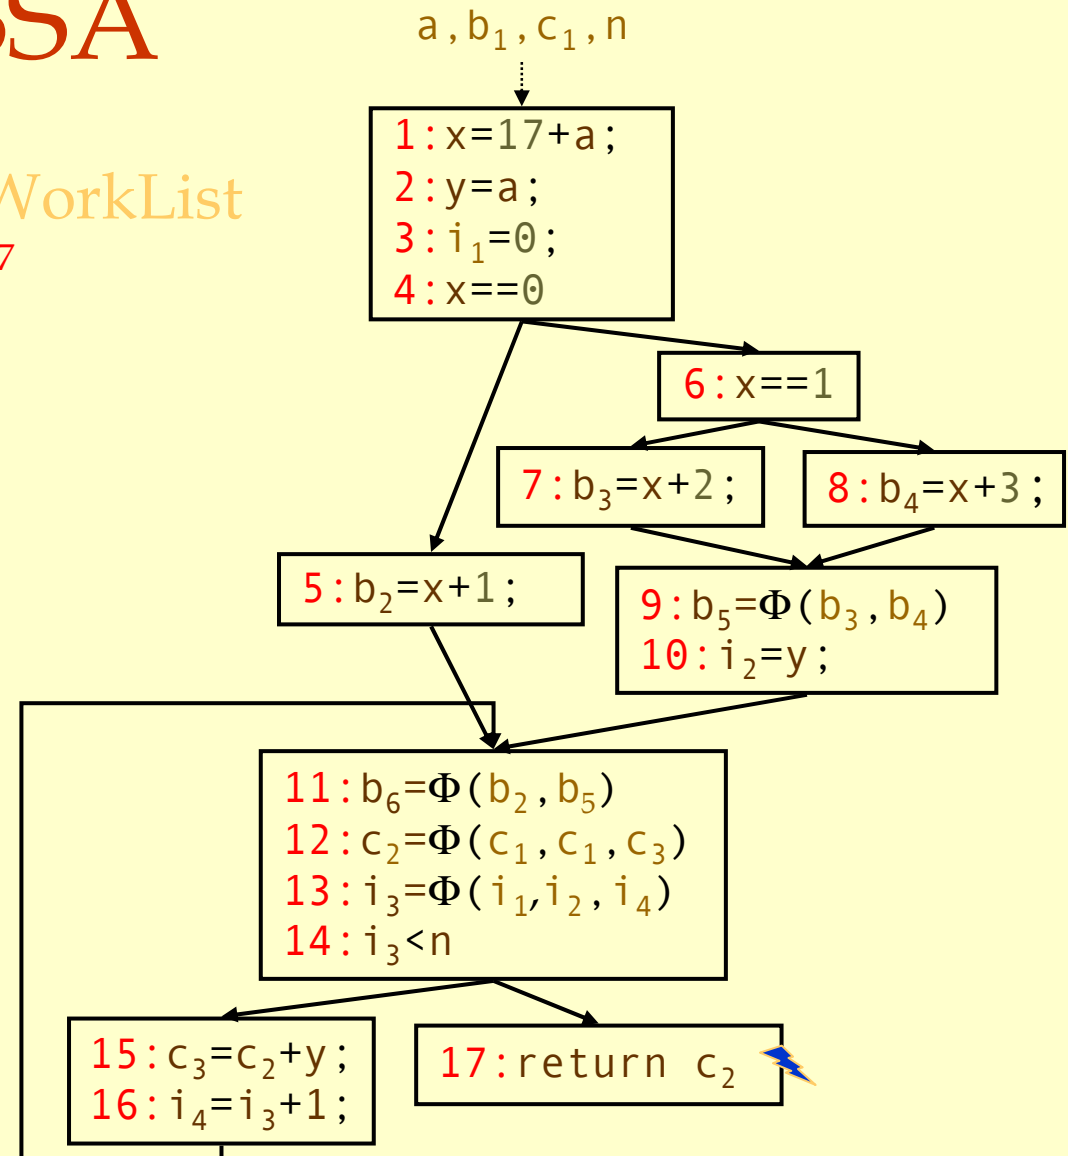 SSA
a,b₁,c₁,n
WorkList
7
1:x=17+a;
2:y=a;
3:i₁=0;
4:x==0
6:x==1
7:b₃=x+2;
8:b₄=x+3;
5:b₂=x+1;
9:b₅=Φ(b₃,b₄)
10:i₂=y;
11:b₆=Φ(b₂,b₅)
12:c₂=Φ(c₁,c₁,c₃)
13:i₃=Φ(i₁,i₂,i₄)
14:i₃<n
15:c₃=c₂+y;
16:i₄=i₃+1;
17:return c₂